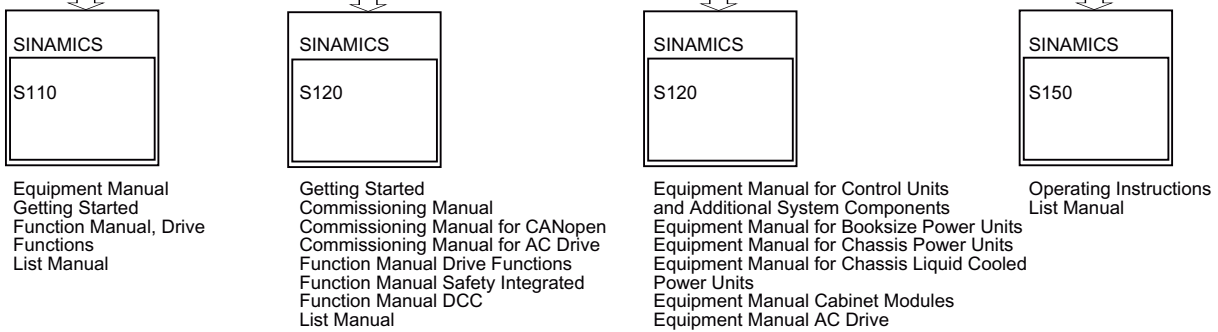 SINAMICS
S110
Equipment Manual
Getting Started
Function Manual, Drive
Functions
List Manual
SINAMICS
S120
Getting Started
Commissioning Manual
Commissioning Manual for CANopen
Commissioning Manual for AC Drive
Function Manual Drive Functions
Function Manual Safety Integrated
Function Manual DCC
List Manual
SINAMICS
S120
Equipment Manual for Control Units
and Additional System Components
Equipment Manual for Booksize Power Units
Equipment Manual for Chassis Power Units
Equipment Manual for Chassis Liquid Cooled
Power Units
Equipment Manual Cabinet Modules
Equipment Manual AC Drive
SINAMICS
S150
Operating Instructions
List Manual